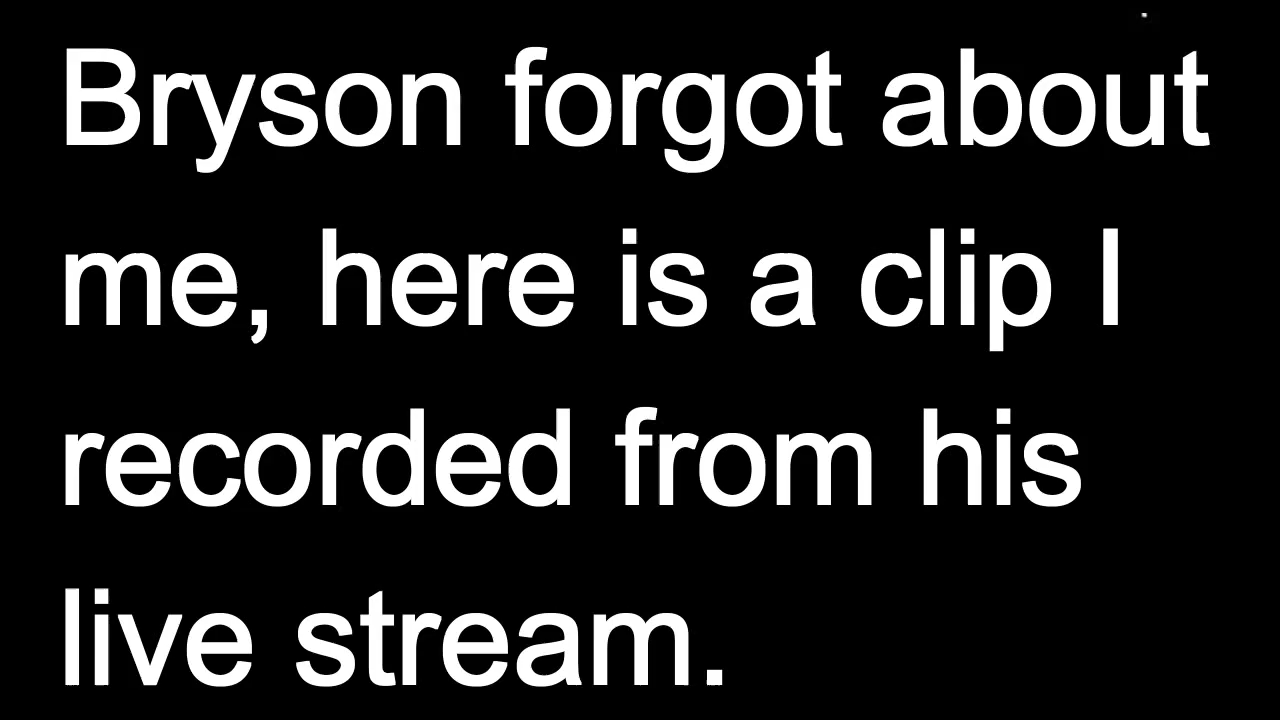 Bryson forgot about
me, here is a clip I
recorded from his
live stream.